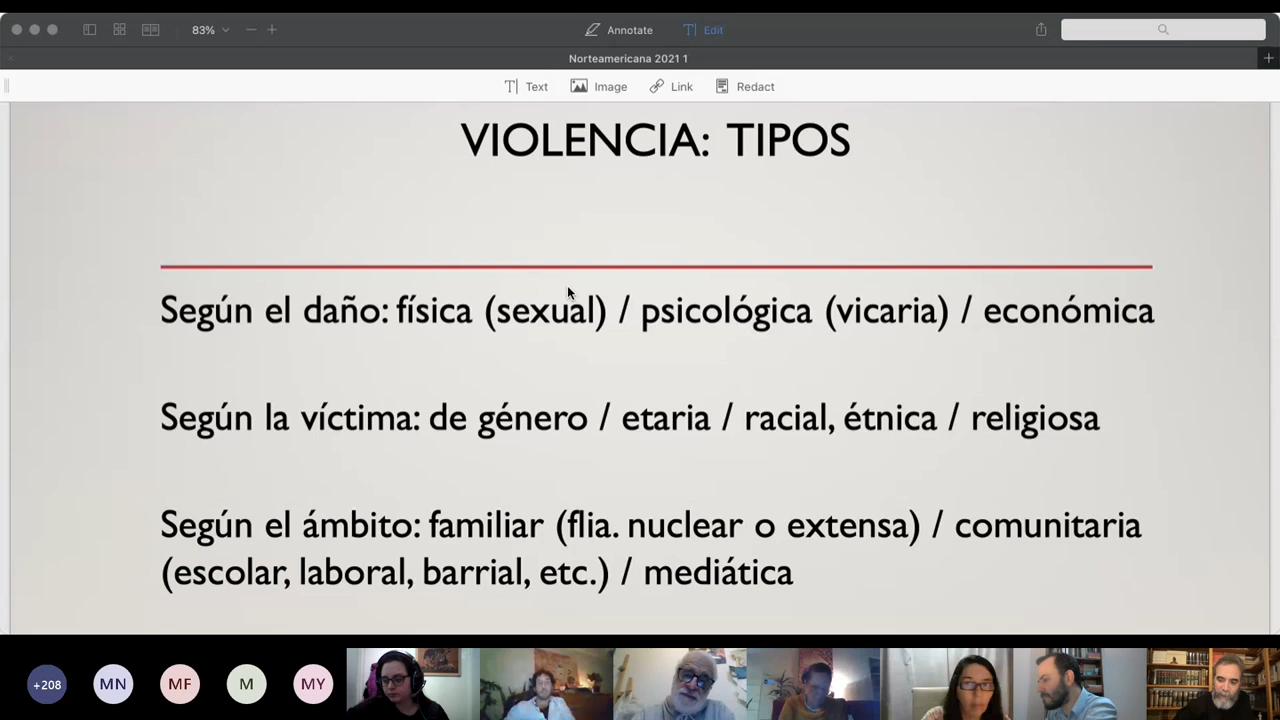 83%
Annotate
Edit
Norteamericana 2021 1
Text
Image
Link
Redact
VIOLENCIA: TIPOS
Según el daño: física (sexual) / psicológica (vicaria) / económica
Según la víctima: de género / etaria / racial, étnica / religiosa
Según el ámbito: familiar (flia. nuclear o extensa) / comunitaria
(escolar, laboral, barrial, etc.) / mediática
+208
MN
MF
M
MY